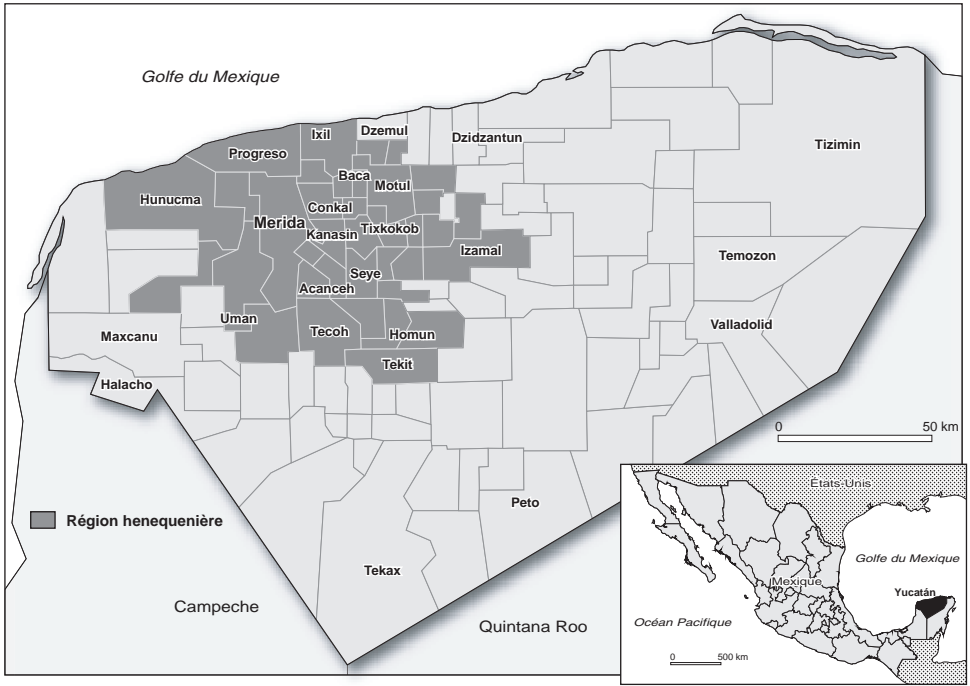 Golfe du Mexique
Ixil
Dzemul
Dzidzantun
Tizimin
Progreso
Baca
Motul
Hunucma
Conkal
Merida
Kanasin
Tixkokob
Izamal
Temozon
Seye
Acanceh
Uman
Tecoh
Homun
Valladolid
Maxcanu
Tekit
Halacho
0
50 km
Région henequenière
Peto
Tekax
Campeche
Quintana Roo
États-Unis
Golfe du Mexique
Mexique
Yucatán
Océan Pacifique
0
500 km